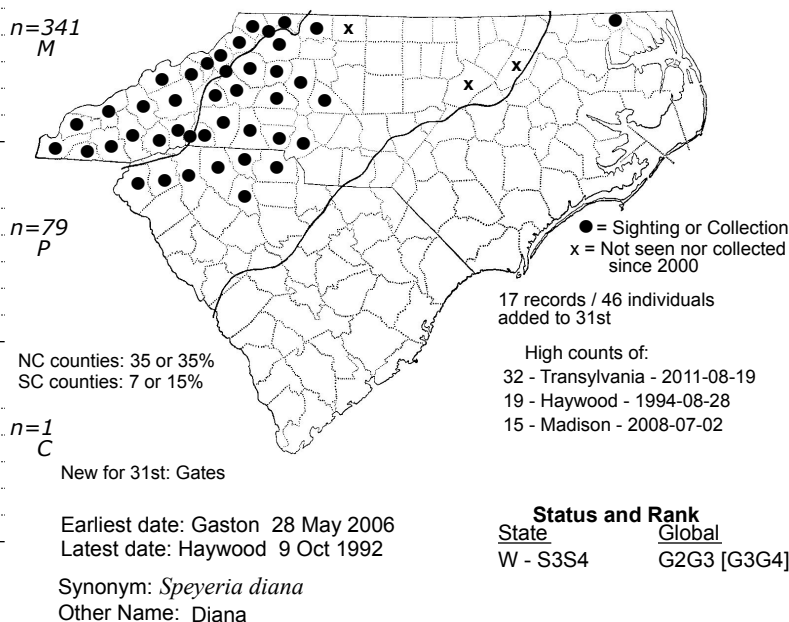 n=341
M
x
x
x
n=79
P
● = Sighting or Collection
x = Not seen nor collected
since 2000
17 records / 46 individuals
added to 31st
NC counties: 35 or 35%
SC counties: 7 or 15%
High counts of:
32 - Transylvania - 2011-08-19
19 - Haywood - 1994-08-28
15 - Madison - 2008-07-02
n=1
C
New for 31st: Gates
Earliest date: Gaston 28 May 2006
Latest date: Haywood 9 Oct 1992
Status and Rank
State Global
W - S3S4 G2G3 [G3G4]
Synonym: Speyeria diana
Other Name: Diana